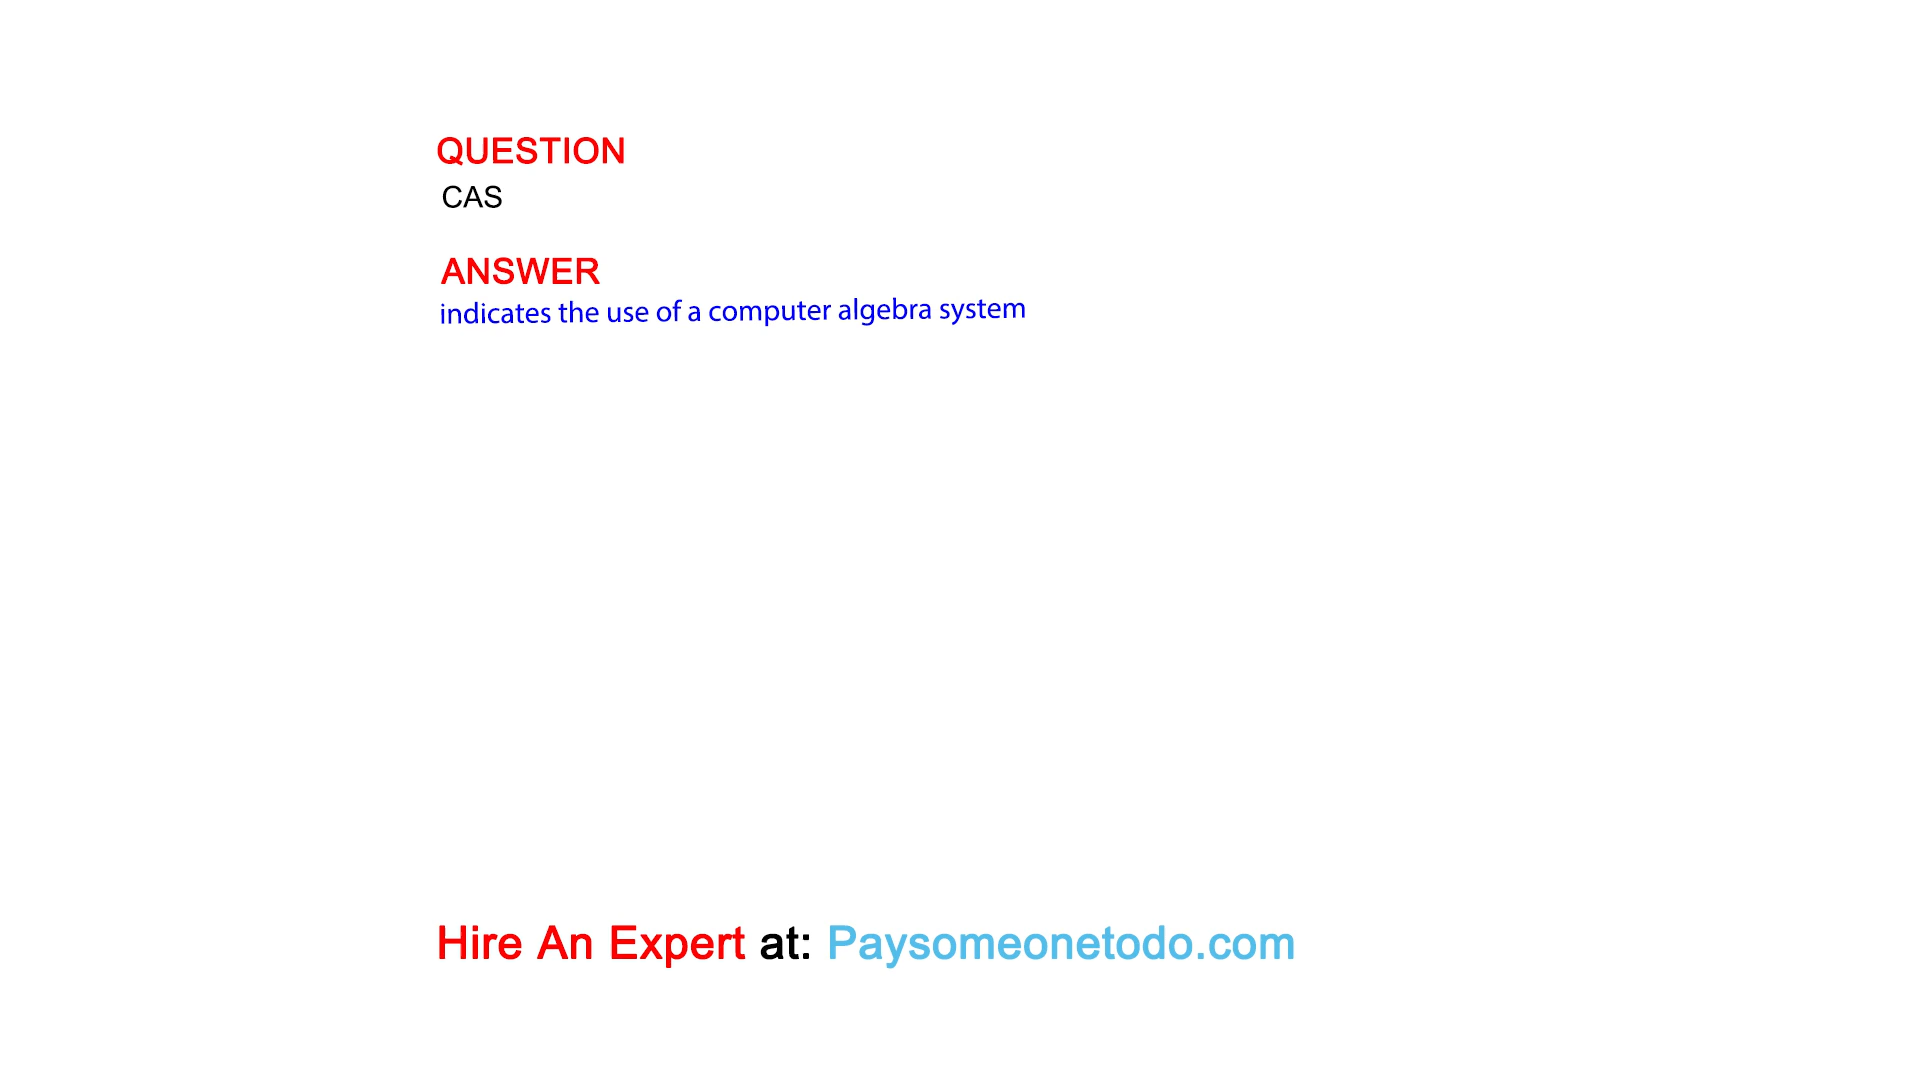 QUESTION
CAS
ANSWER
indicates the use of a computer algebra system
Hire An Expert at: Paysomeonetodo.com